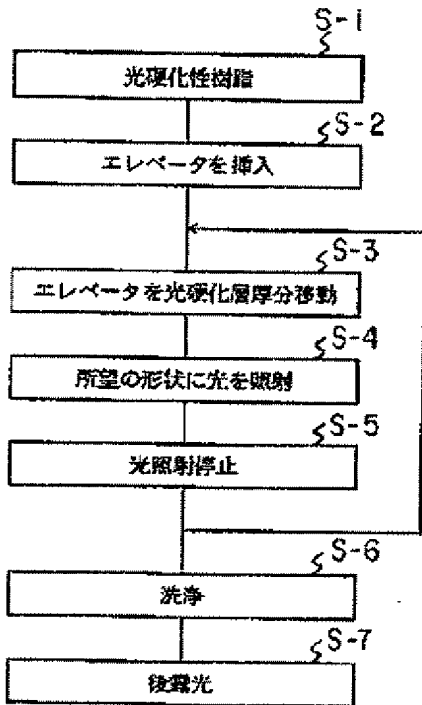 S-1
光硬化性樹脂
S-2
エレベータを挿入
S-3
エレベータを光硬化層厚分移動
S-4
所望の形状に光を照射
S-5
光照射停止
S-6
洗浄
S-7
後露光